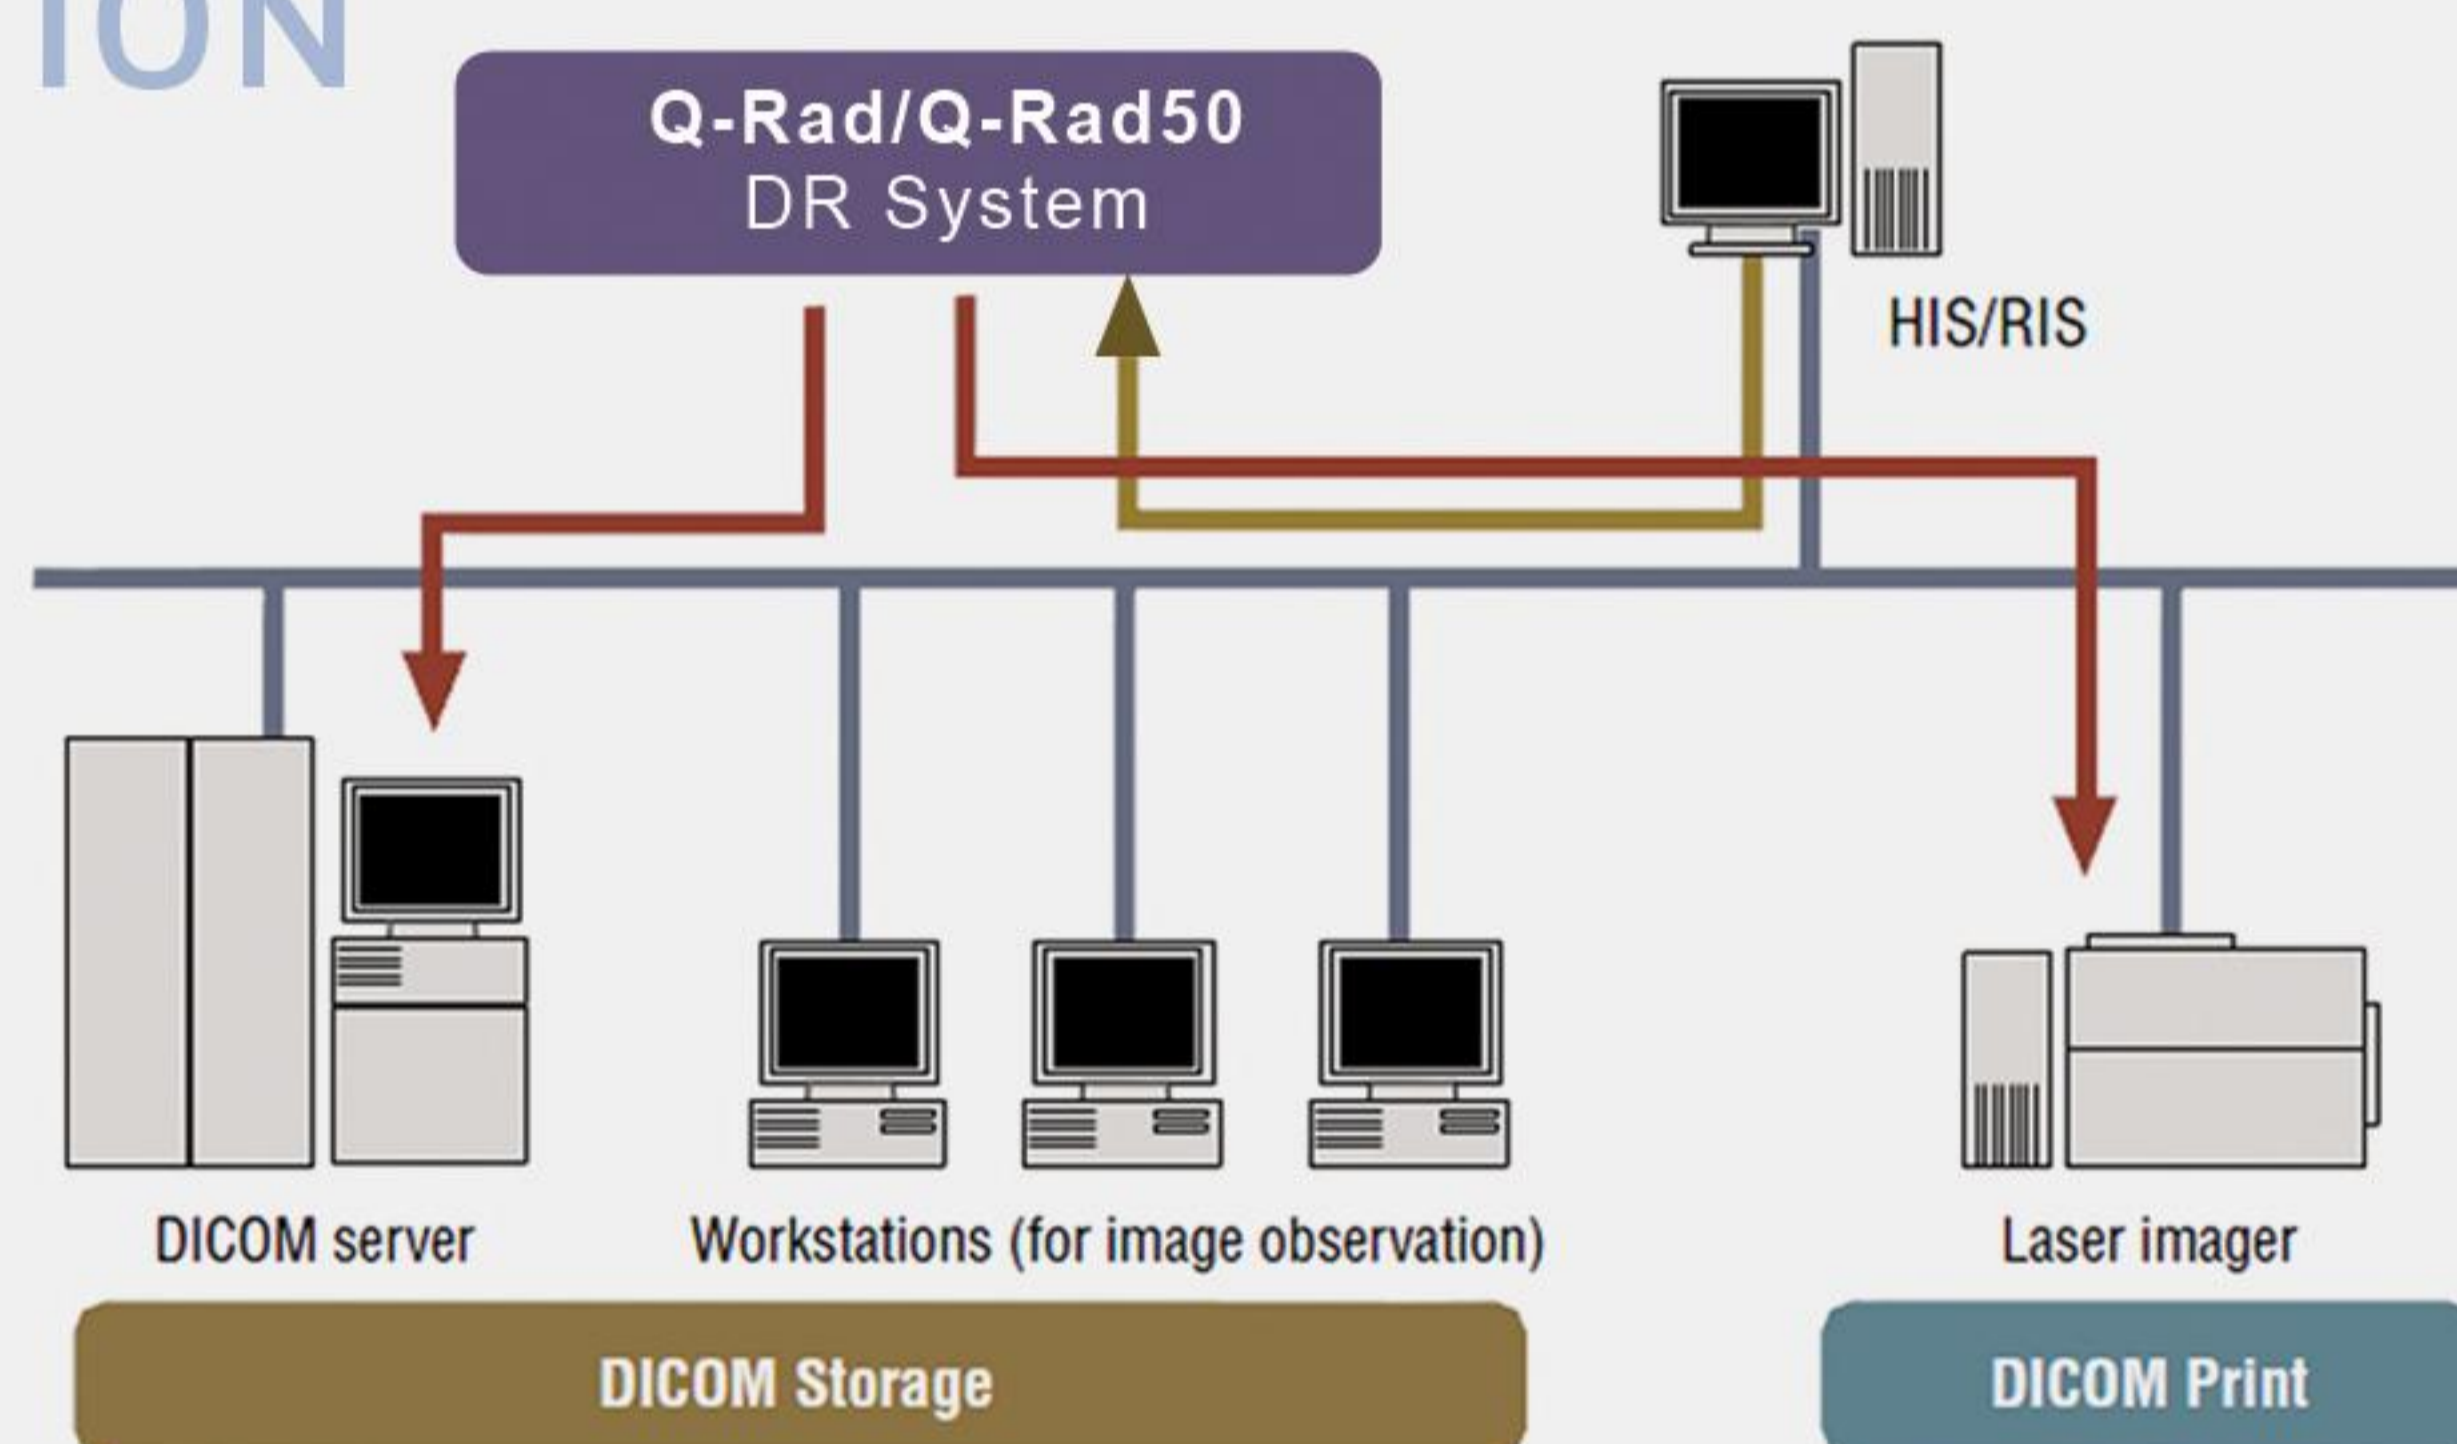 ION
Q-Rad/Q-Rad50
DR System
HIS/RIS
DICOM server
Workstations (for image observation)
Laser imager
DICOM Storage
DICOM Print